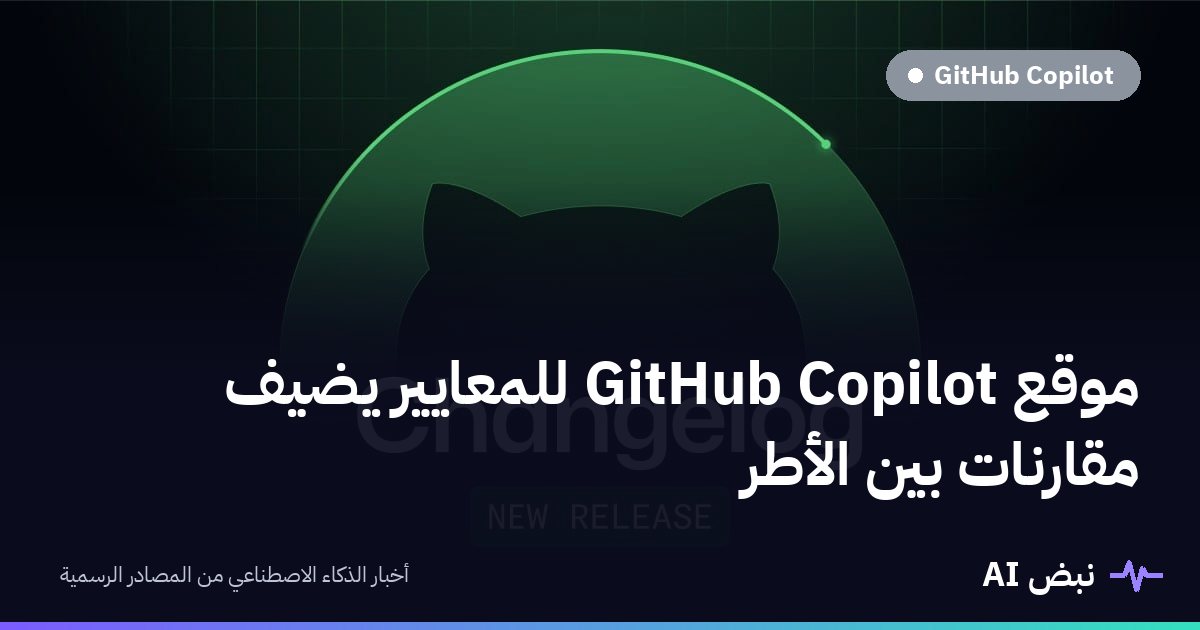 GitHub Copilot
موقع GitHub Copilot للمعايير يضيف
مقارنات بين الأطر
Changelog
NEW RELEASE
نبض AI
أخبار الذكاء الاصطناعي من المصادر الرسمية